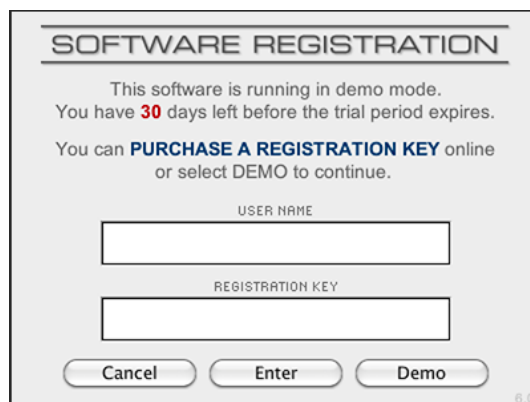 SOFTWARE REGISTRATION
This software is running in demo mode.
You have 30 days left before the trial period expires.
You can PURCHASE A REGISTRATION KEY online
or select DEMO to continue.
USER NAME
REGISTRATION KEY
Cancel Enter Demo